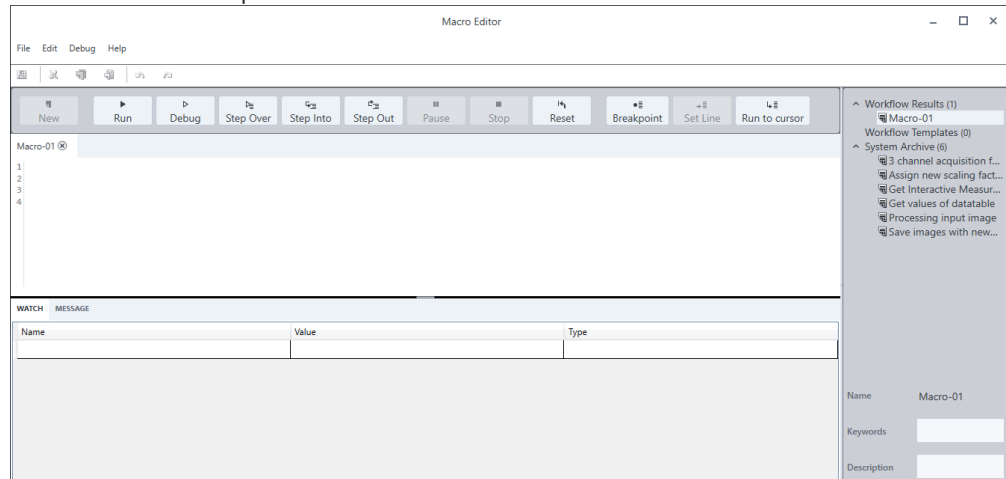 Macro Editor
File Edit Debug Help
New Run Debug Step Over Step Into Step Out Pause Stop Reset Breakpoint Set Line Run to cursor
Macro-01
1
2
3
4
WATCH MESSAGE
Name Value Type
Workflow Results (1)
Macro-01
Workflow Templates (0)
System Archive (6)
3 channel acquisition f...
Assign new scaling fact...
Get Interactive Measur...
Get values of datatable
Processing input image
Save images with new...
Name Macro-01
Keywords
Description